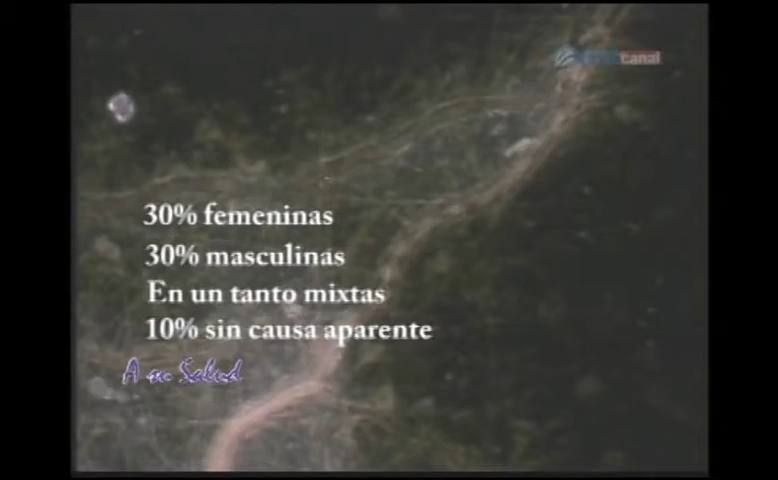 canal
30% femeninas
30% masculinas
En un tanto mixtas
10% sin causa aparente
A su Salud